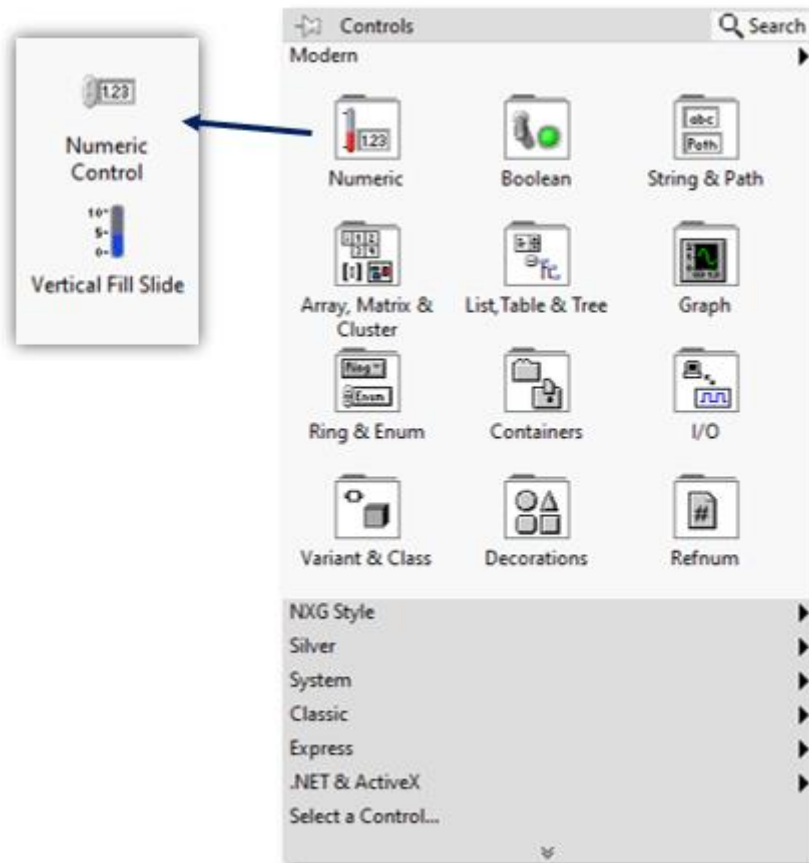 Controls
Search
Modern
1.23
Numeric
Control
10-
5-
0-
Vertical Fill Slide
1.23
Numeric
Boolean
abc
Path
String & Path
Array, Matrix &
Cluster
List,Table & Tree
Graph
Ring
Enum
Ring & Enum
Containers
I/O
Variant & Class
Decorations
#
Refnum
NXG Style
Silver
System
Classic
Express
.NET & ActiveX
Select a Control...